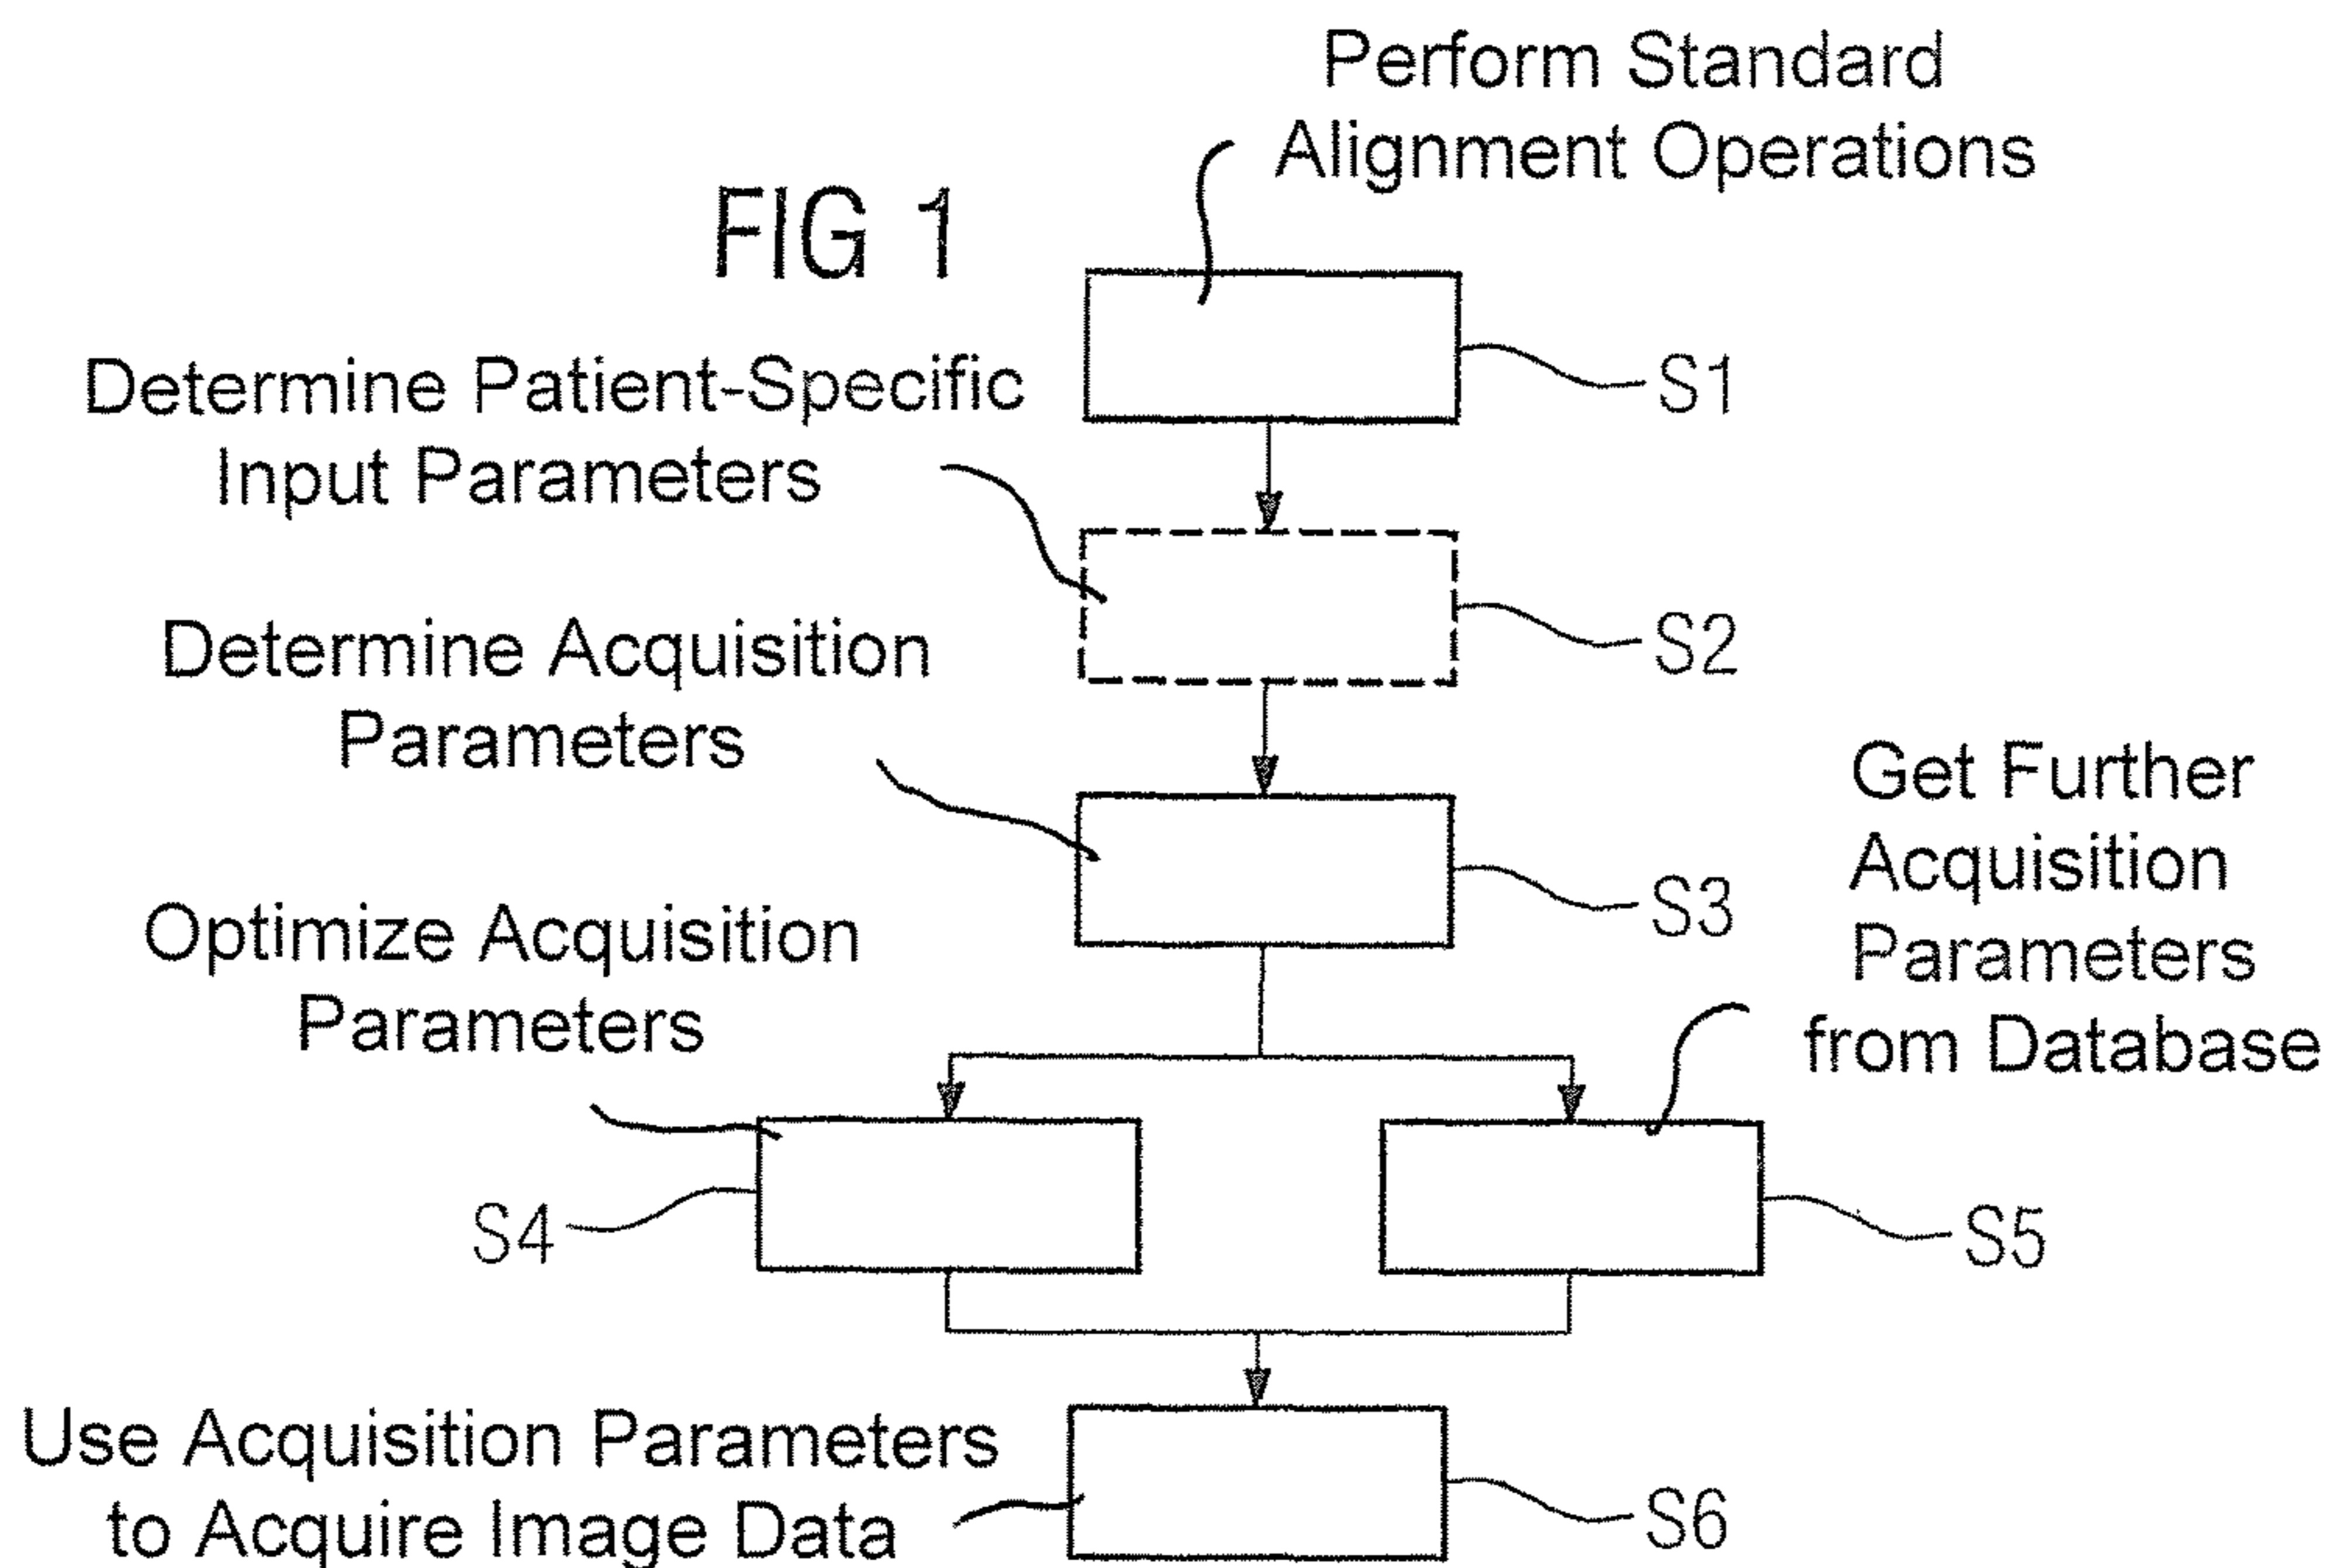 Perform Standard
Alignment Operations
FIG 1
S1
Determine Patient-Specific
Input Parameters
S2
Determine Acquisition
Parameters
S3
Get Further
Acquisition
Parameters
from Database
Optimize Acquisition
Parameters
S4
S5
Use Acquisition Parameters
to Acquire Image Data
S6